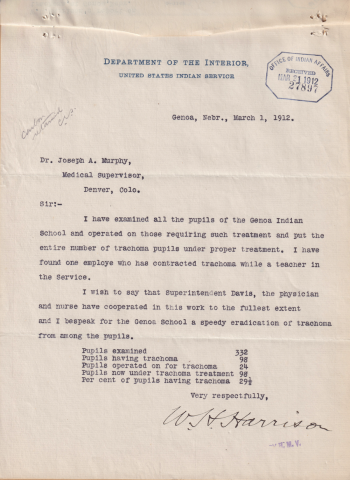 DEPARTMENT OF THE INTERIOR,
UNITED STATES INDIAN SERVICE
OFFICE OF INDIAN AFFAIRS
RECEIVED
MAR 21 1912
27897
Genoa, Nebr., March 1, 1912.
Dr. Joseph A. Murphy,
Medical Supervisor,
Denver, Colo.
Sir:-
I have examined all the pupils of the Genoa Indian
School and operated on those requiring such treatment and put the
entire number of trachoma pupils under proper treatment. I have
found one employe who has contracted trachoma while a teacher in
the Service.
I wish to say that Superintendent Davis, the physician
and nurse have cooperated in this work to the fullest extent
and I bespeak for the Genoa School a speedy eradication of trachoma
from among the pupils.
Pupils examined 332
Pupils having trachoma 98
Pupils operated on for trachoma 24
Pupils now under trachoma treatment 98
Per cent of pupils having trachoma 29½
Very respectfully,
W. H. Harrison